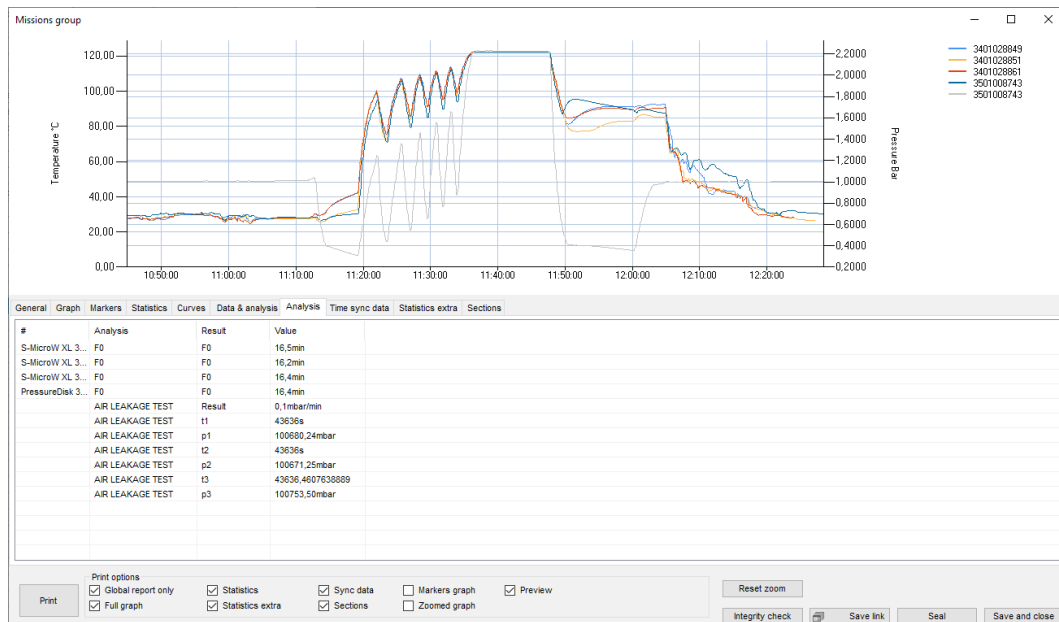 Missions group
120,00
100,00
80,00
60,00
40,00
20,00
0,00
Temperature °C
10:50:00 11:00:00 11:10:00 11:20:00 11:30:00 11:40:00 11:50:00 12:00:00 12:10:00 12:20:00
2,2000
2,0000
1,8000
1,6000
1,4000
1,2000
1,0000
0,8000
0,6000
0,4000
0,2000
Pressure Bar
3401028849
3401028851
3401028861
3501008743
3501008743
General Graph Markers Statistics Curves Data & analysis Analysis Time sync data Statistics extra Sections
# Analysis Result Value
S-MicroW XL 3... F0 F0 16,5min
S-MicroW XL 3... F0 F0 16,2min
S-MicroW XL 3... F0 F0 16,4min
PressureDisk 3... F0 F0 16,4min
AIR LEAKAGE TEST Result 0,1mbar/min
AIR LEAKAGE TEST t1 43636s
AIR LEAKAGE TEST p1 100680,24mbar
AIR LEAKAGE TEST t2 43636s
AIR LEAKAGE TEST p2 100671,25mbar
AIR LEAKAGE TEST t3 43636,4607638889
AIR LEAKAGE TEST p3 100753,50mbar
Print
Print options
Global report only Statistics Sync data Markers graph Preview
Full graph Statistics extra Sections Zoomed graph
Reset zoom
Integrity check Save link Seal Save and close